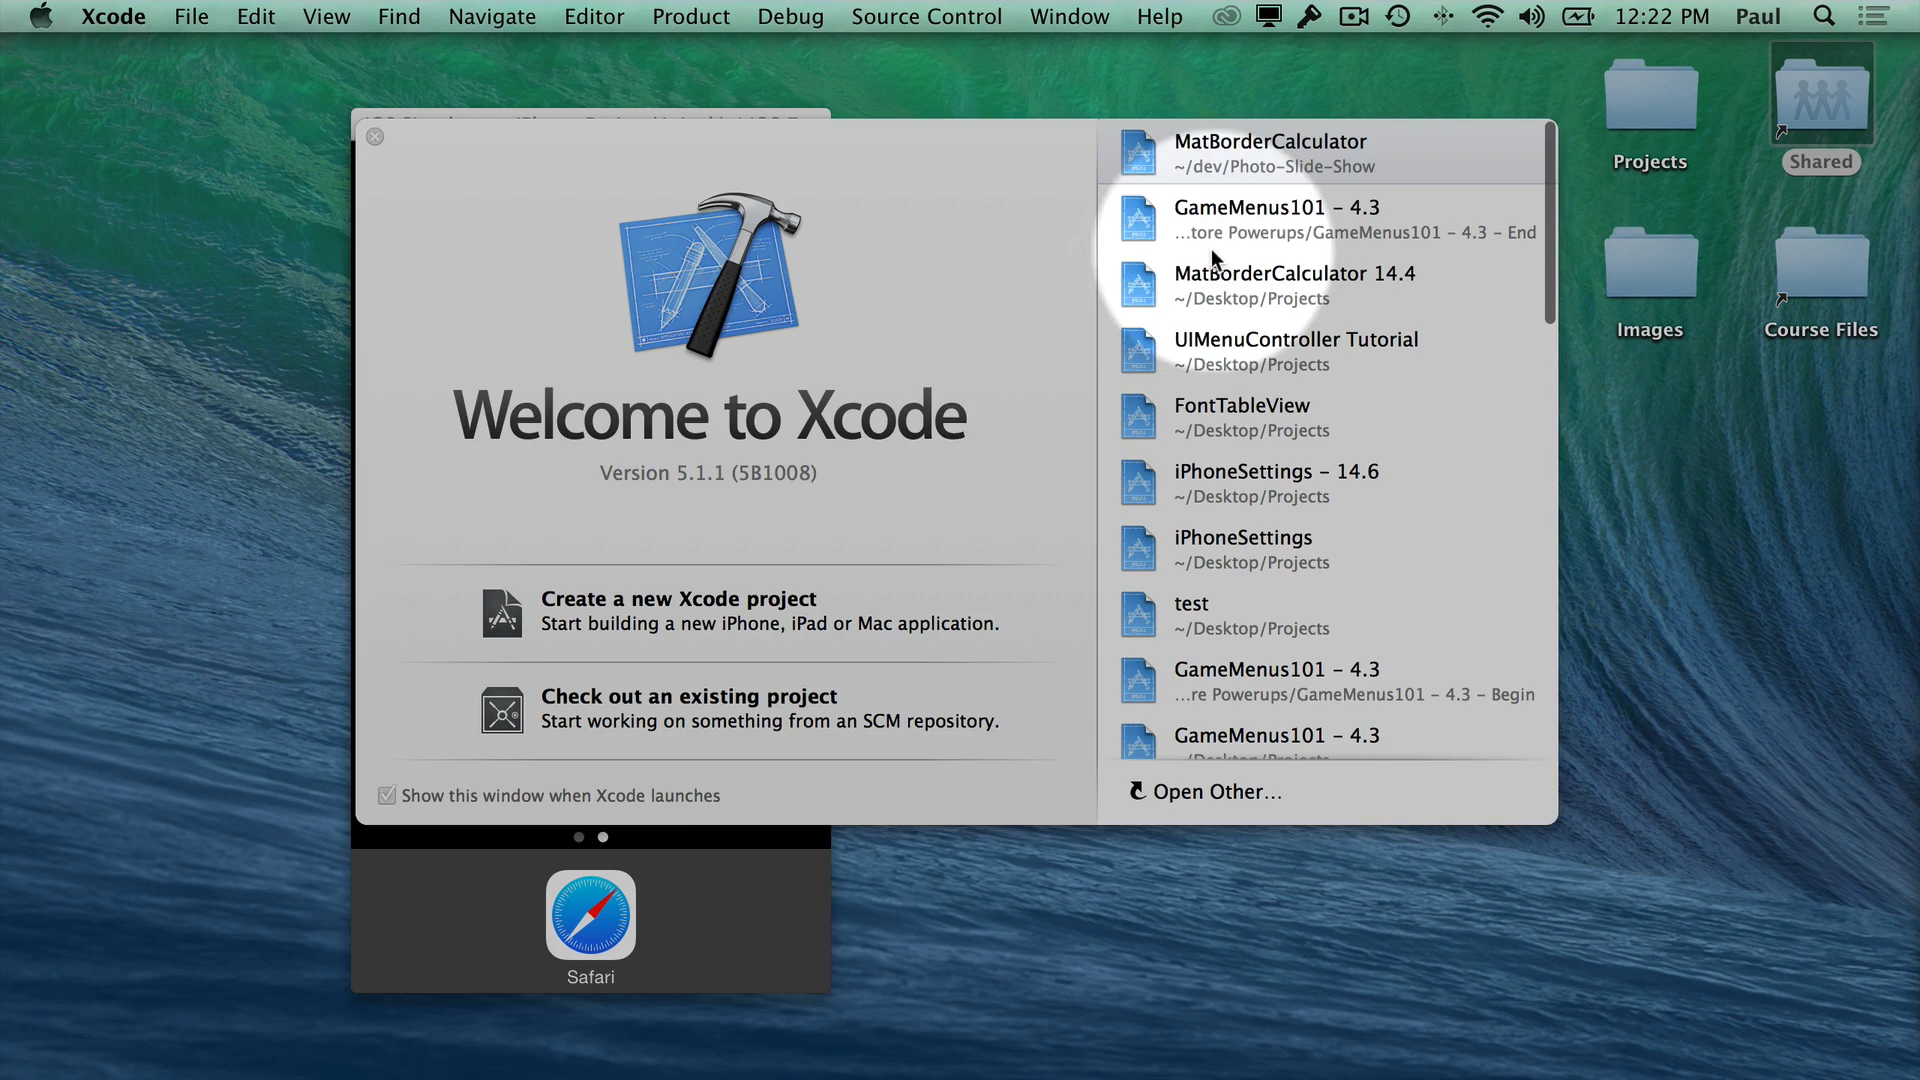 Xcode File Edit View Find Navigate Editor Product Debug Source Control Window Help 12:22 PM Paul
MatBorderCalculator
~/dev/Photo-Slide-Show
GameMenus101 - 4.3
...tore Powerups/GameMenus101 - 4.3 - End
MatBorderCalculator 14.4
~/Desktop/Projects
UIMenuController Tutorial
~/Desktop/Projects
FontTableView
~/Desktop/Projects
iPhoneSettings - 14.6
~/Desktop/Projects
iPhoneSettings
~/Desktop/Projects
test
~/Desktop/Projects
GameMenus101 - 4.3
...re Powerups/GameMenus101 - 4.3 - Begin
GameMenus101 - 4.3
Open Other...
Welcome to Xcode
Version 5.1.1 (5B1008)
Create a new Xcode project
Start building a new iPhone, iPad or Mac application.
Check out an existing project
Start working on something from an SCM repository.
Show this window when Xcode launches
Safari
Projects
Shared
Images
Course Files